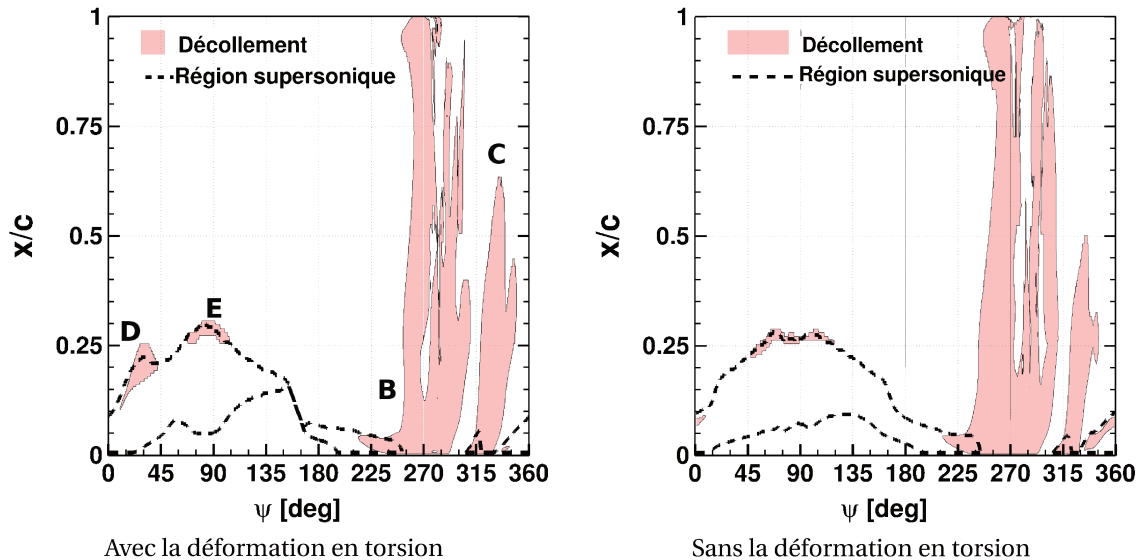 1
0.75
0.5
0.25
0
x/c
Décollement
Région supersonique
D
E
B
C
0 45 90 135 180 225 270 315 360
ψ [deg]
Avec la déformation en torsion
1
0.75
0.5
0.25
0
x/c
Décollement
Région supersonique
0 45 90 135 180 225 270 315 360
ψ [deg]
Sans la déformation en torsion